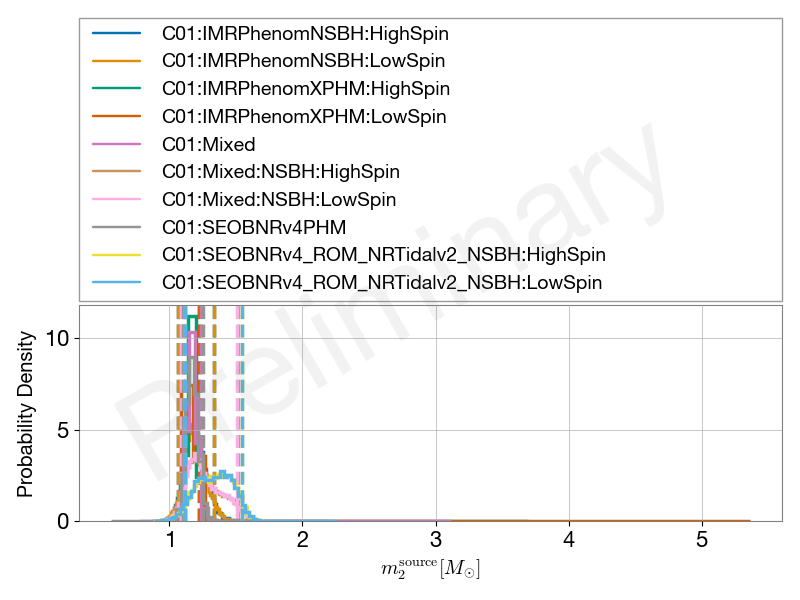 C01:IMRPhenomNSBH:HighSpin
C01:IMRPhenomNSBH:LowSpin
C01:IMRPhenomXPHM:HighSpin
C01:IMRPhenomXPHM:LowSpin
C01:Mixed
C01:Mixed:NSBH:HighSpin
C01:Mixed:NSBH:LowSpin
C01:SEOBNRv4PHM
C01:SEOBNRv4_ROM_NRTidalv2_NSBH:HighSpin
C01:SEOBNRv4_ROM_NRTidalv2_NSBH:LowSpin
Preliminary
Probability Density
10
5
0
1 2 3 4 5
m₂^source [M⊙]